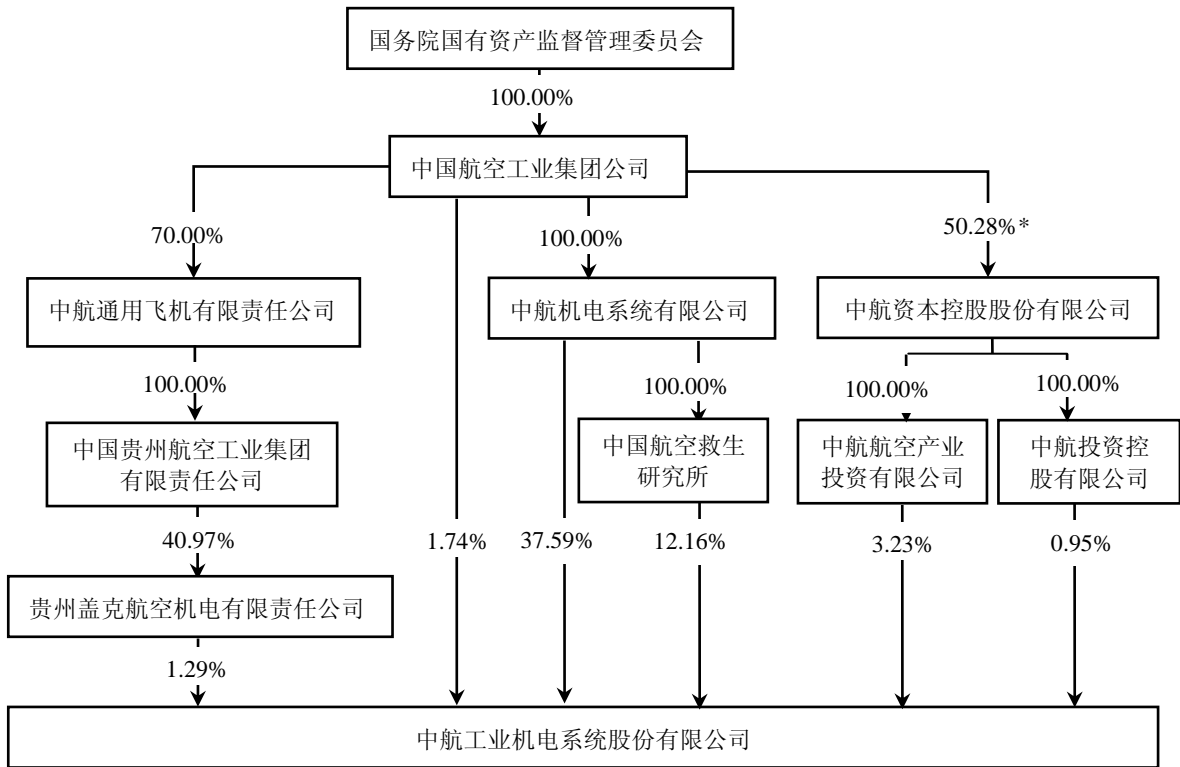 国务院国有资产监督管理委员会
100.00%
中国航空工业集团公司
70.00%
100.00%
50.28%*
中航通用飞机有限责任公司
中航机电系统有限公司
中航资本控股股份有限公司
100.00%
100.00%
100.00%
100.00%
中国贵州航空工业集团
有限责任公司
中国航空救生
研究所
中航航空产业
投资有限公司
中航投资控
股有限公司
40.97%
1.74%
37.59%
12.16%
3.23%
0.95%
贵州盖克航空机电有限责任公司
1.29%
中航工业机电系统股份有限公司